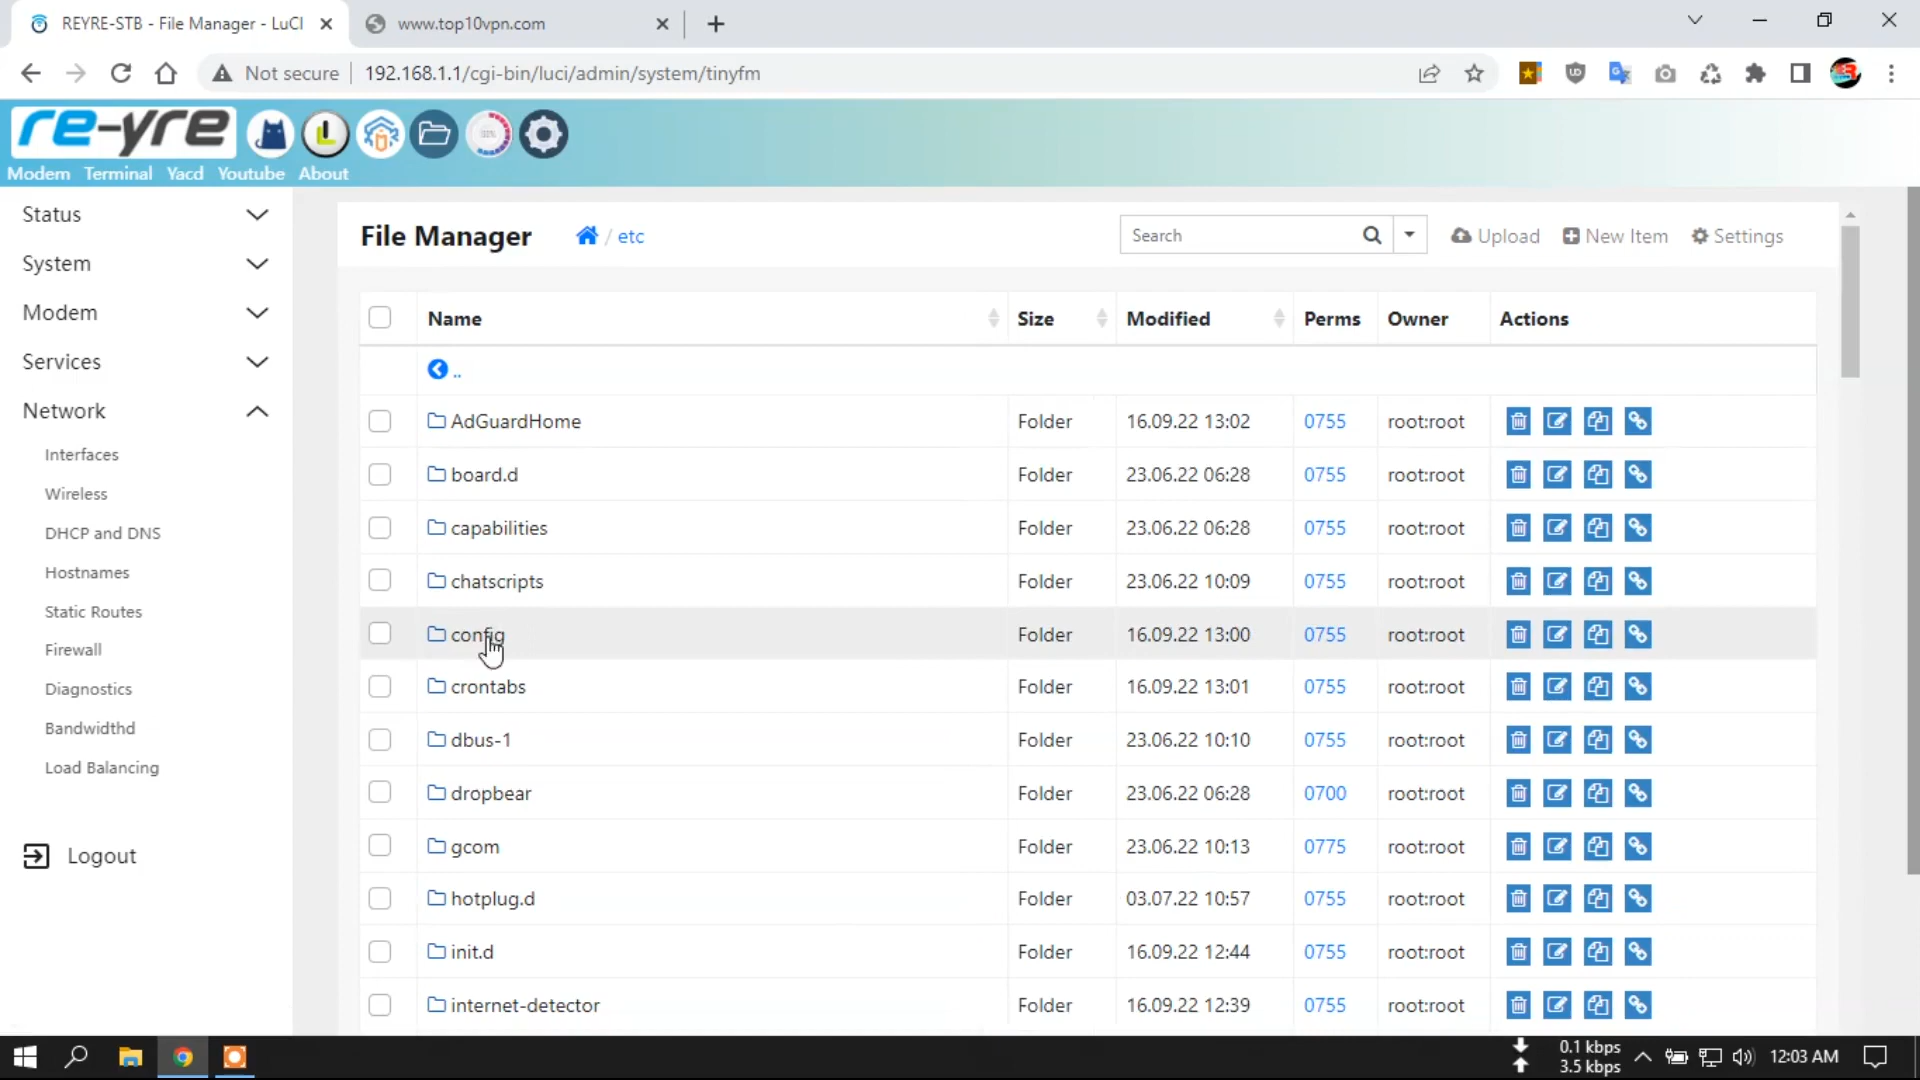 REYRE-STB - File Manager - LuCI
www.top10vpn.com
Not secure
192.168.1.1/cgi-bin/luci/admin/system/tinyfm
re-yre
Modem Terminal Yacd Youtube About
Status
System
Modem
Services
Network
Interfaces
Wireless
DHCP and DNS
Hostnames
Static Routes
Firewall
Diagnostics
Bandwidthd
Load Balancing
Logout
File Manager / etc
Search
Upload
New Item
Settings
Name Size Modified Perms Owner Actions
..
AdGuardHome Folder 16.09.22 13:02 0755 root:root
board.d Folder 23.06.22 06:28 0755 root:root
capabilities Folder 23.06.22 06:28 0755 root:root
chatscripts Folder 23.06.22 10:09 0755 root:root
config Folder 16.09.22 13:00 0755 root:root
crontabs Folder 16.09.22 13:01 0755 root:root
dbus-1 Folder 23.06.22 10:10 0755 root:root
dropbear Folder 23.06.22 06:28 0700 root:root
gcom Folder 23.06.22 10:13 0775 root:root
hotplug.d Folder 03.07.22 10:57 0755 root:root
init.d Folder 16.09.22 12:44 0755 root:root
internet-detector Folder 16.09.22 12:39 0755 root:root
0.1 kbps
3.5 kbps
12:03 AM